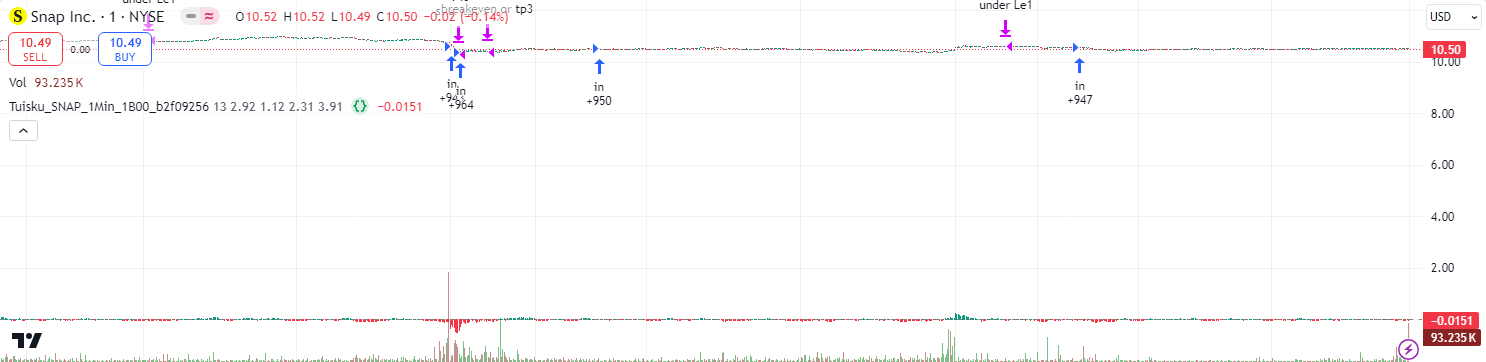 under Le1
S Snap Inc. · 1 · NYSE O10.52 H10.52 L10.49 C10.50 −0.02 (−0.14%)
breakeven or tp3
under Le1
USD
10.49
SELL
0.00
10.49
BUY
10.50
10.00
Vol 93.235 K
in
in
+964
in
+950
in
+947
Tuisku_SNAP_1Min_1B00_b2f09256 13 2.92 1.12 2.31 3.91 {} −0.0151
8.00
6.00
4.00
2.00
−0.0151
93.235 K